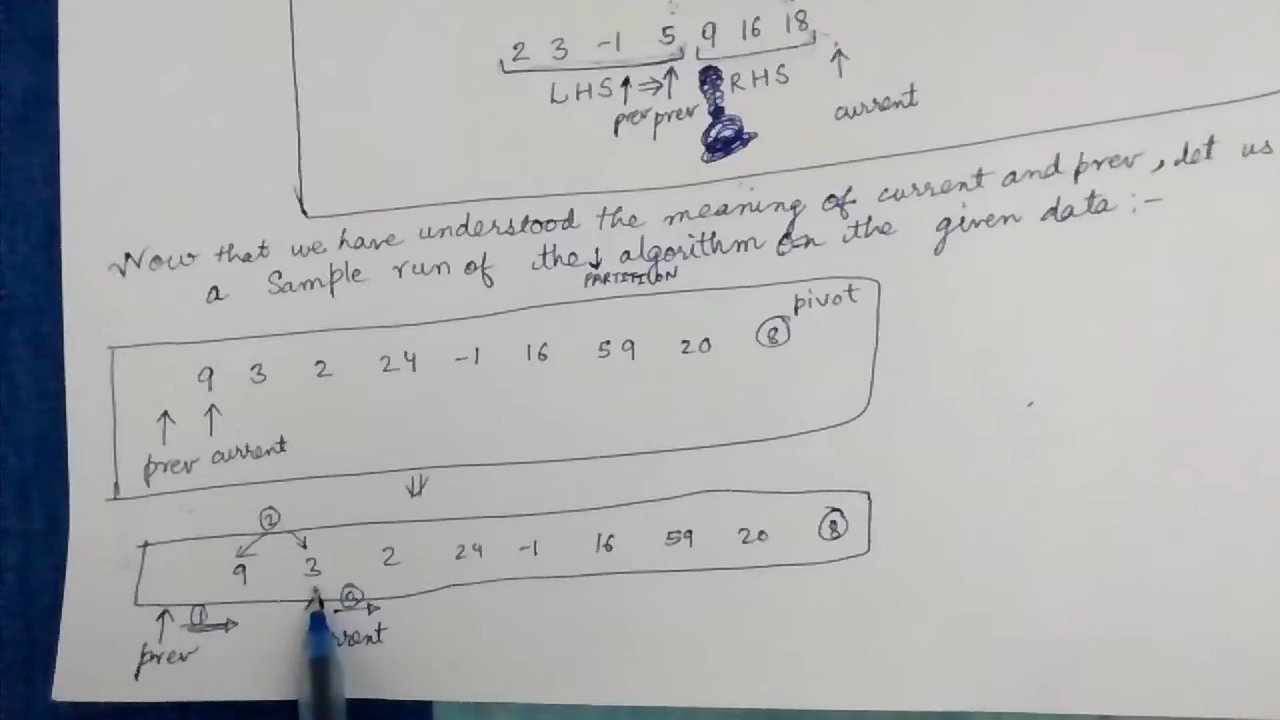 2 3 -1 5 9 16 18
LHS ↑ ⇒ ↑ RHS ↑
prev prev current
Now that we have understood the meaning of current and prev, let us
a Sample run of the ↓ algorithm on the given data :-
PARTITION
pivot
9 3 2 24 -1 16 59 20 8
↑ ↑
prev current
⇓
2
9 3 2 24 -1 16 59 20 8
↑ 1 → 3 →
prev rrent